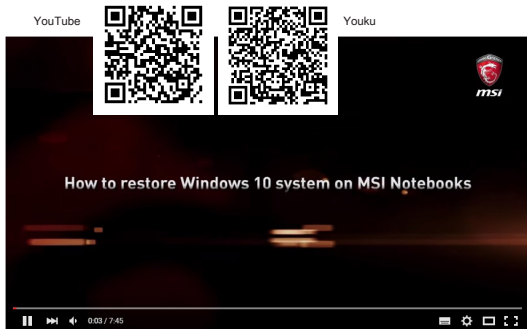 YouTube
Youku
msi
How to restore Windows 10 system on MSI Notebooks
0:03 / 7:45